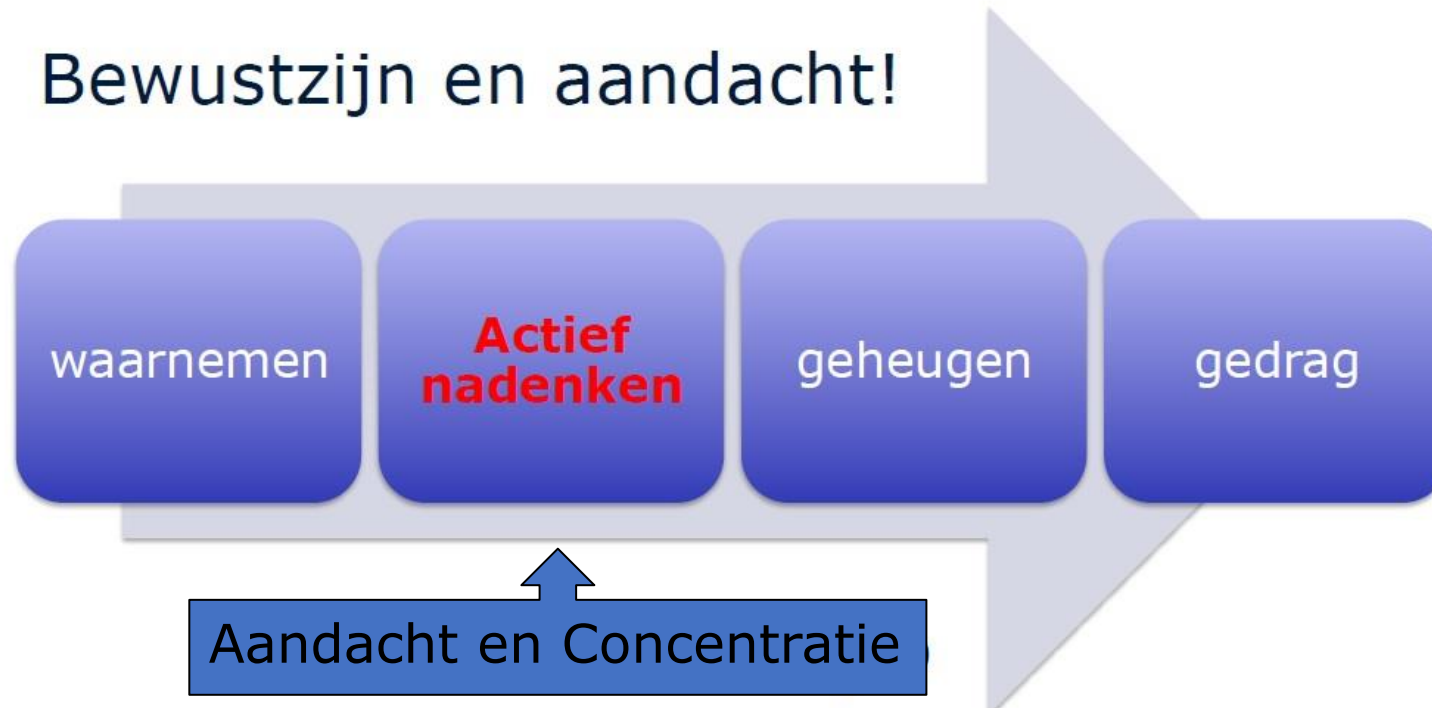 Bewustzijn en aandacht!
waarnemen
Actief
nadenken
geheugen
gedrag
Aandacht en Concentratie